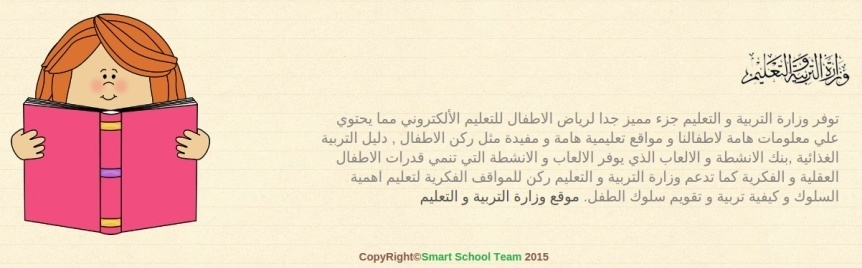 وزارة التربية والتعليم
توفر وزارة التربية و التعليم جزء مميز جدا لرياض الاطفال للتعليم الألكتروني مما يحتوي
علي معلومات هامة لاطفالنا و مواقع تعليمية هامة و مفيدة مثل ركن الاطفال , دليل التربية
الغذائية ,بنك الانشطة و الالعاب الذي يوفر الالعاب و الانشطة التي تنمي قدرات الاطفال
العقلية و الفكرية كما تدعم وزارة التربية و التعليم ركن للمواقف الفكرية لتعليم اهمية
السلوك و كيفية تربية و تقويم سلوك الطفل. موقع وزارة التربية و التعليم
CopyRight©Smart School Team 2015